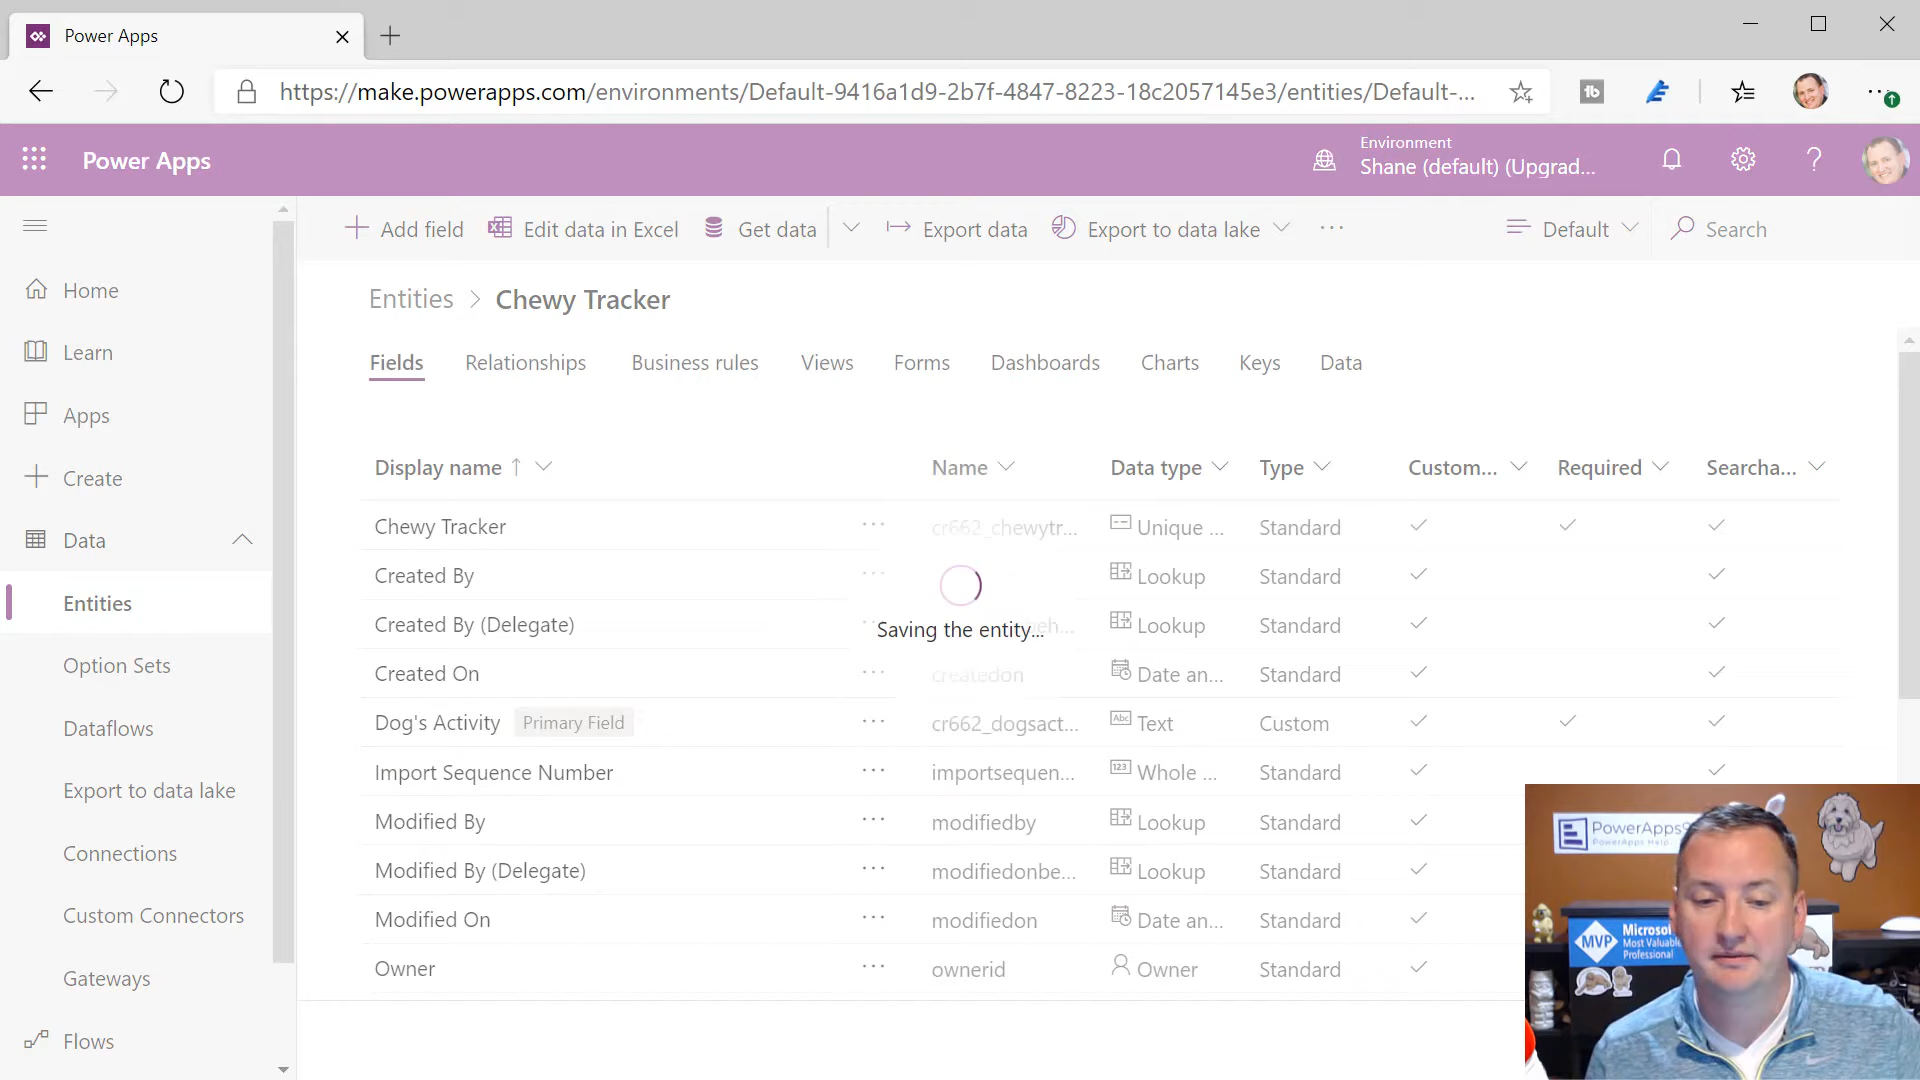 Power Apps
https://make.powerapps.com/environments/Default-9416a1d9-2b7f-4847-8223-18c2057145e3/entities/Default-...
Power Apps
Environment
Shane (default) (Upgrad...
Add field
Edit data in Excel
Get data
Export data
Export to data lake
Default
Search
Home
Learn
Apps
Create
Data
Entities
Option Sets
Dataflows
Export to data lake
Connections
Custom Connectors
Gateways
Flows
Entities > Chewy Tracker
Fields Relationships Business rules Views Forms Dashboards Charts Keys Data
Display name Name Data type Type Custom... Required Searcha...
Chewy Tracker cr662_chewytr... Unique ... Standard
Created By Lookup Standard
Created By (Delegate) Lookup Standard
Saving the entity...
Created On createdon Date an... Standard
Dog's Activity Primary Field cr662_dogsact... Text Custom
Import Sequence Number importsequen... Whole ... Standard
Modified By modifiedby Lookup Standard
Modified By (Delegate) modifiedonbe... Lookup Standard
Modified On modifiedon Date an... Standard
Owner ownerid Owner Standard
PowerApps9
PowerApps Help
MVP
Microso
Most Valuable
Professional